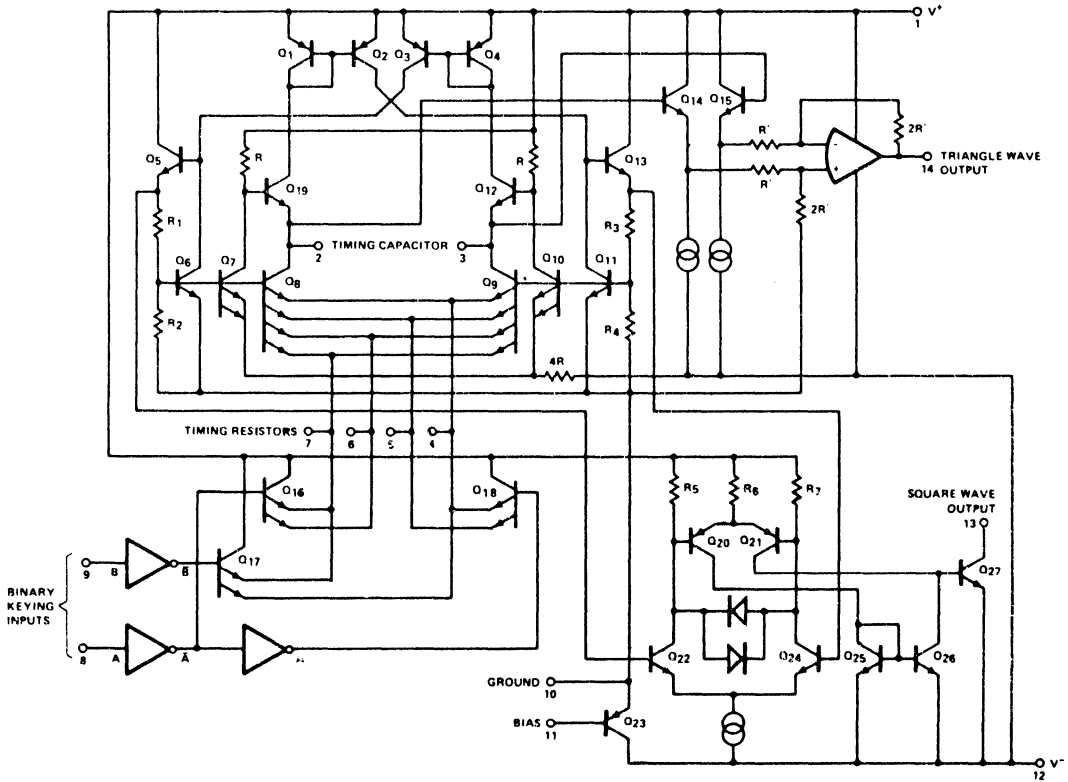 V+
1
Q1
Q2
Q3
Q4
Q14
Q15
R'
2R'
Q5
R
R
Q13
R'
TRIANGLE WAVE
OUTPUT
14
Q19
Q12
2R'
R1
R3
TIMING CAPACITOR
2
3
Q6
Q7
Q8
Q9
Q10
Q11
R2
R4
4R
TIMING RESISTORS
7
6
5
4
Q16
Q18
R5
R6
R7
SQUARE WAVE
OUTPUT
13
Q17
Q20
Q21
Q27
BINARY
KEYING
INPUTS
9
B
B̄
8
A
Ā
Q22
Q24
Q25
Q26
GROUND
10
BIAS
11
Q23
V-
12